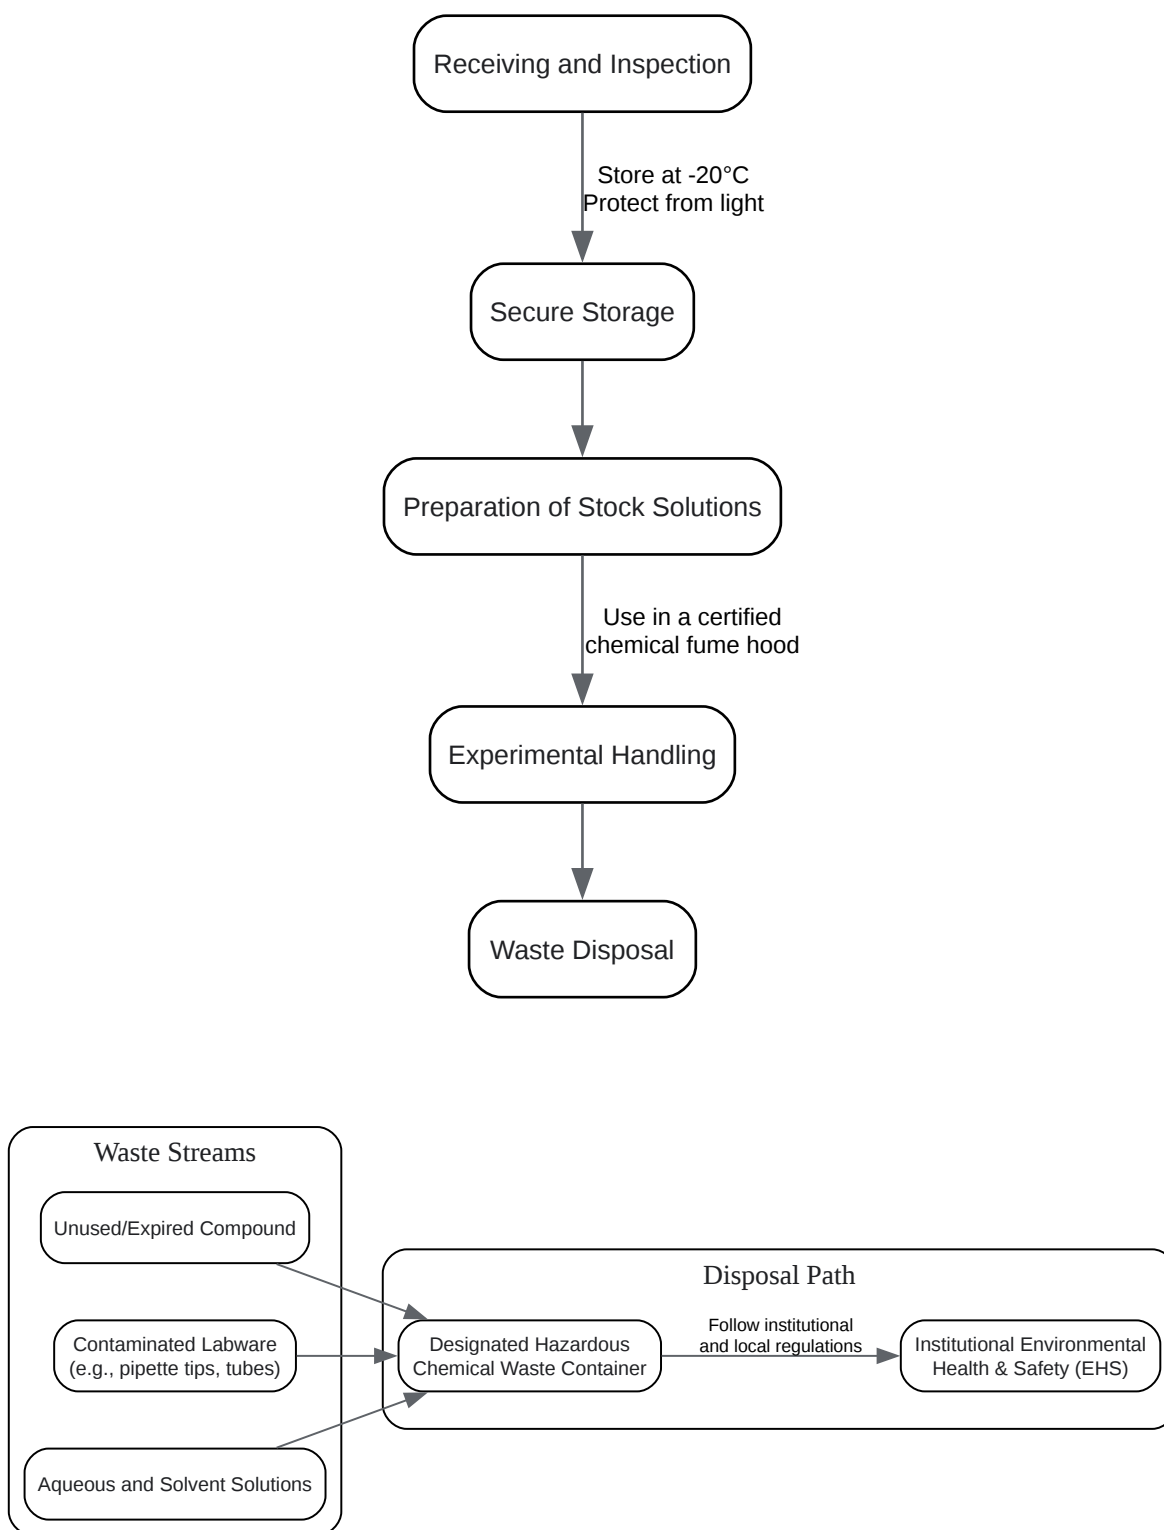 Receiving and Inspection
Store at -20°C
Protect from light
Secure Storage
Preparation of Stock Solutions
Use in a certified
chemical fume hood
Experimental Handling
Waste Disposal
Waste Streams
Unused/Expired Compound
Contaminated Labware
(e.g., pipette tips, tubes)
Aqueous and Solvent Solutions
Disposal Path
Designated Hazardous
Chemical Waste Container
Follow institutional
and local regulations
Institutional Environmental
Health & Safety (EHS)